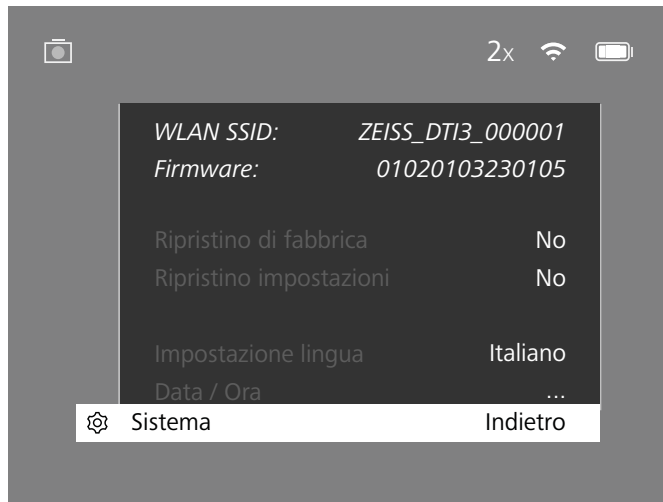 2x
WLAN SSID: ZEISS_DTI3_000001
Firmware: 01020103230105
Ripristino di fabbrica No
Ripristino impostazioni No
Impostazione lingua Italiano
Data / Ora ...
Sistema Indietro